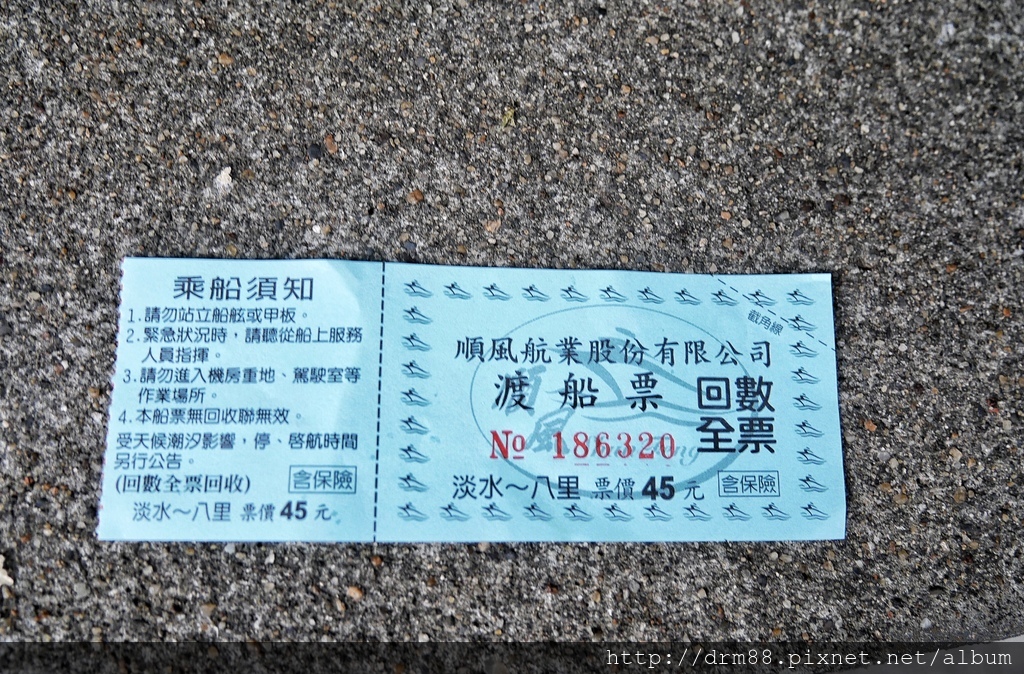 乘船須知
1.請勿站立船舷或甲板。
2.緊急狀況時，請聽從船上服務
人員指揮。
3.請勿進入機房重地、駕駛室等
作業場所。
4.本船票無回收聯無效。
受天候潮汐影響，停、啓航時間
另行公告。
(回數全票回收) 含保險
淡水～八里 票價 45 元
截角線
順風航業股份有限公司
渡船票
回數
全票
№ 186320
淡水～八里 票價 45 元 含保險
http://drm88.pixnet.net/album